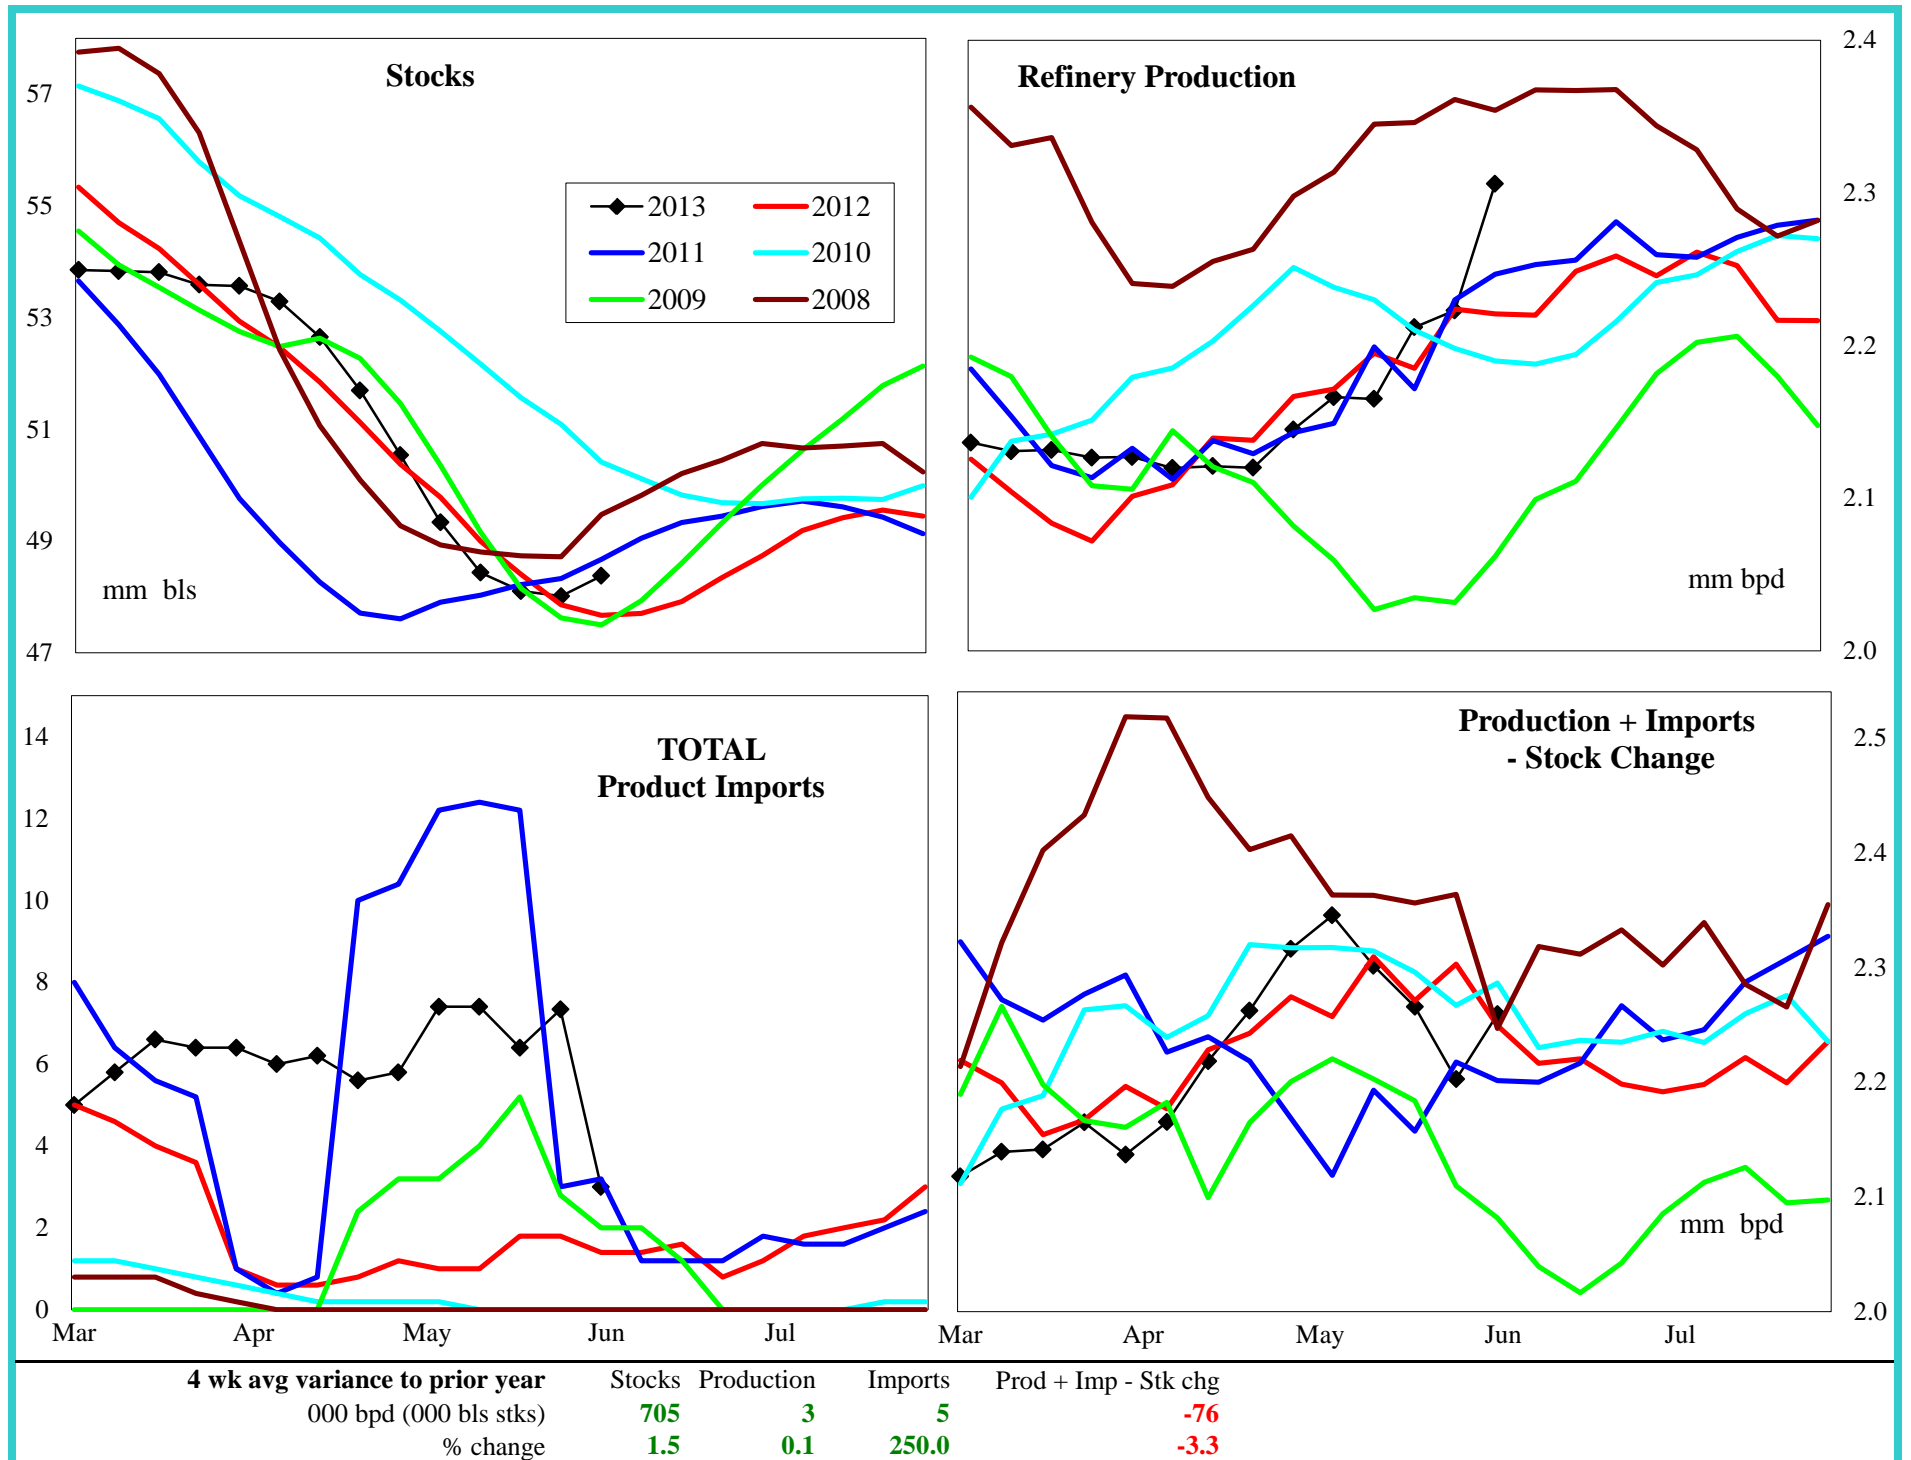 Stocks
57
55
53
51
49
47
mm bls
2013 2012
2011 2010
2009 2008
Refinery Production
2.4
2.3
2.2
2.1
2.0
mm bpd
TOTAL
Product Imports
14
12
10
8
6
4
2
0
Mar Apr May Jun Jul
Production + Imports
- Stock Change
2.5
2.4
2.3
2.2
2.1
2.0
mm bpd
Mar Apr May Jun Jul
4 wk avg variance to prior year Stocks Production Imports Prod + Imp - Stk chg
000 bpd (000 bls stks) 705 3 5 -76
% change 1.5 0.1 250.0 -3.3